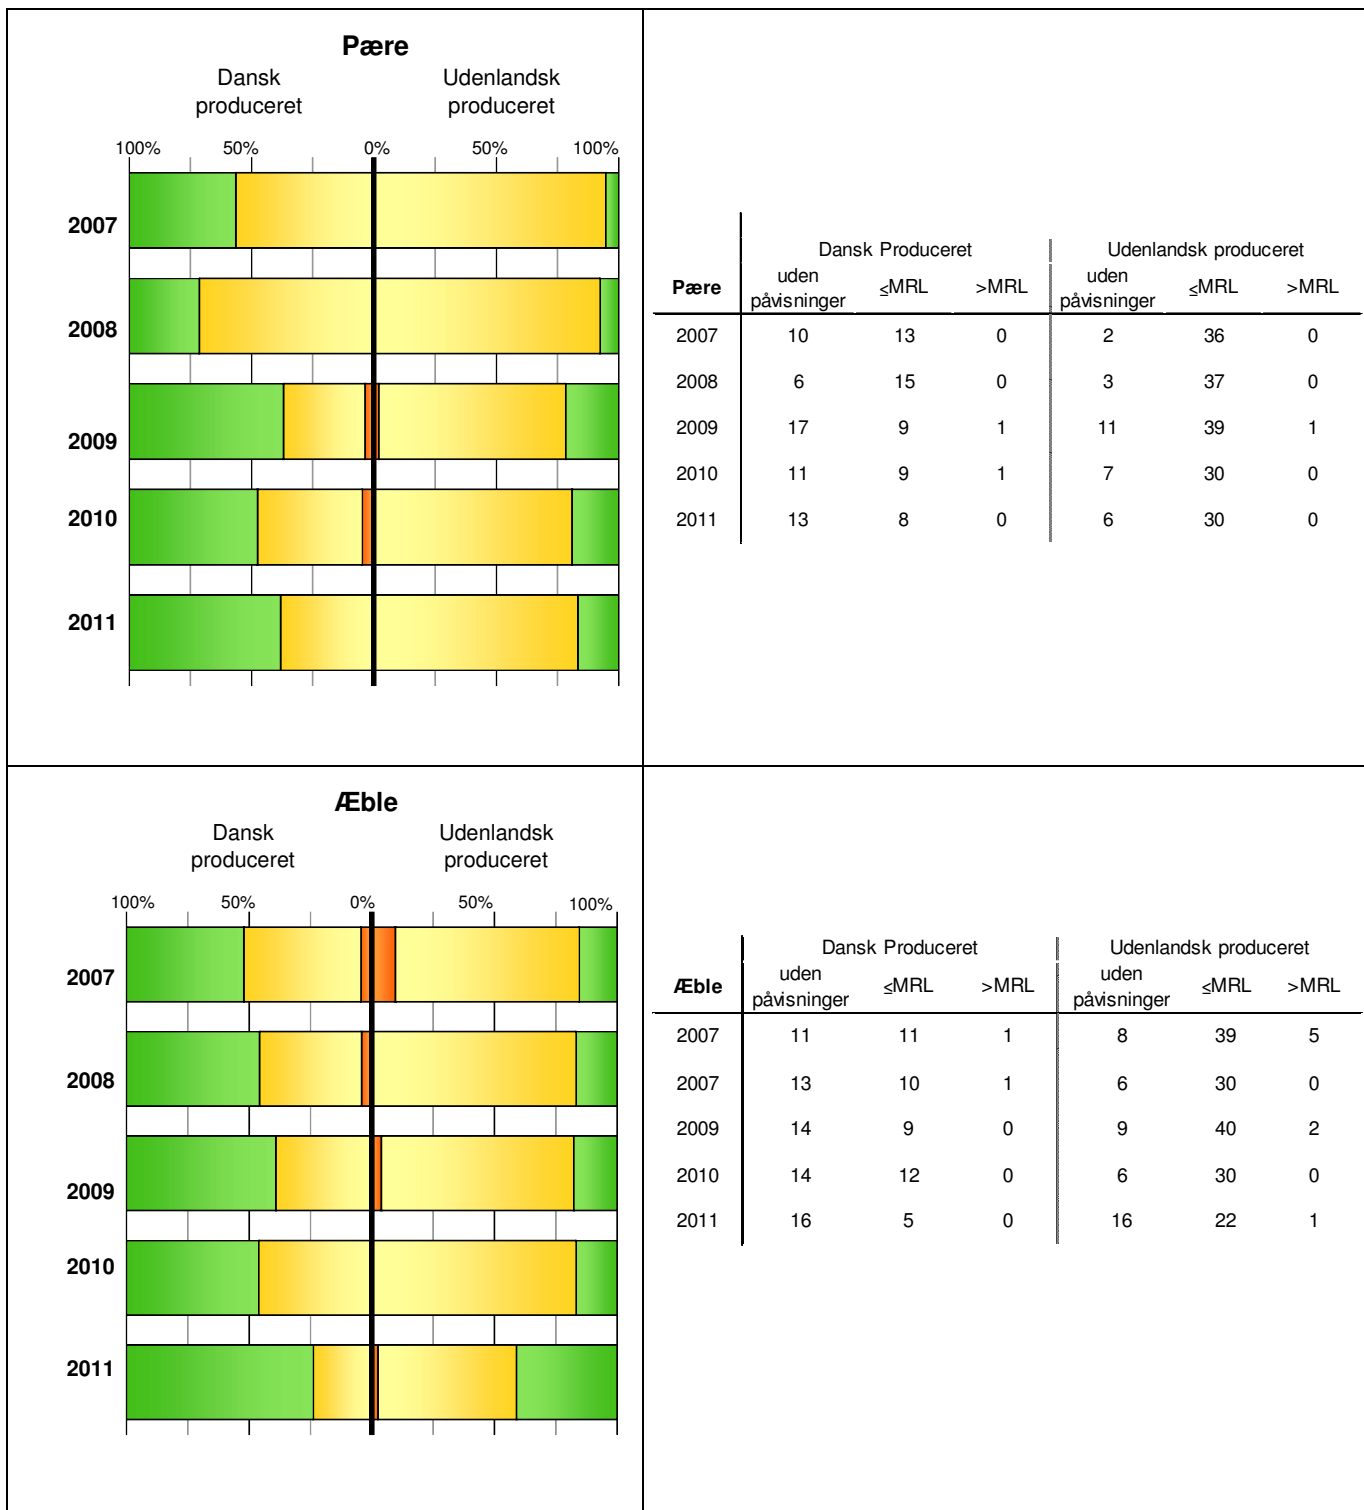 Pære
Dansk produceret Udenlandsk produceret
100% 50% 0% 50% 100%
2007
2008
2009
2010
2011
Dansk Produceret Udenlandsk produceret
Pære uden påvisninger ≤MRL >MRL uden påvisninger ≤MRL >MRL
2007 10 13 0 2 36 0
2008 6 15 0 3 37 0
2009 17 9 1 11 39 1
2010 11 9 1 7 30 0
2011 13 8 0 6 30 0
Æble
Dansk produceret Udenlandsk produceret
100% 50% 0% 50% 100%
2007
2008
2009
2010
2011
Dansk Produceret Udenlandsk produceret
Æble uden påvisninger ≤MRL >MRL uden påvisninger ≤MRL >MRL
2007 11 11 1 8 39 5
2007 13 10 1 6 30 0
2009 14 9 0 9 40 2
2010 14 12 0 6 30 0
2011 16 5 0 16 22 1